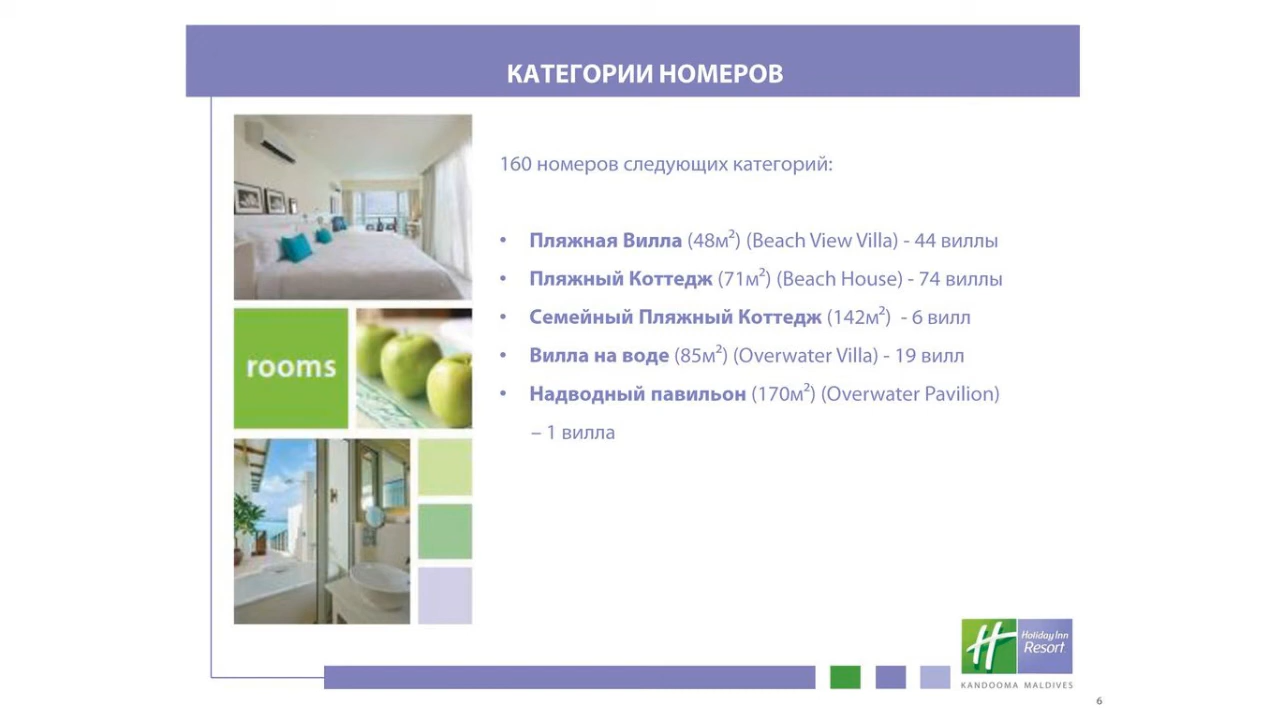 КАТЕГОРИИ НОМЕРОВ
160 номеров следующих категорий:
• Пляжная Вилла (48м²) (Beach View Villa) - 44 виллы
• Пляжный Коттедж (71м²) (Beach House) - 74 виллы
• Семейный Пляжный Коттедж (142м²) - 6 вилл
• Вилла на воде (85м²) (Overwater Villa) - 19 вилл
• Надводный павильон (170м²) (Overwater Pavilion)
– 1 вилла
rooms
H Holiday Inn
Resort
KANDOOMA MALDIVES
6